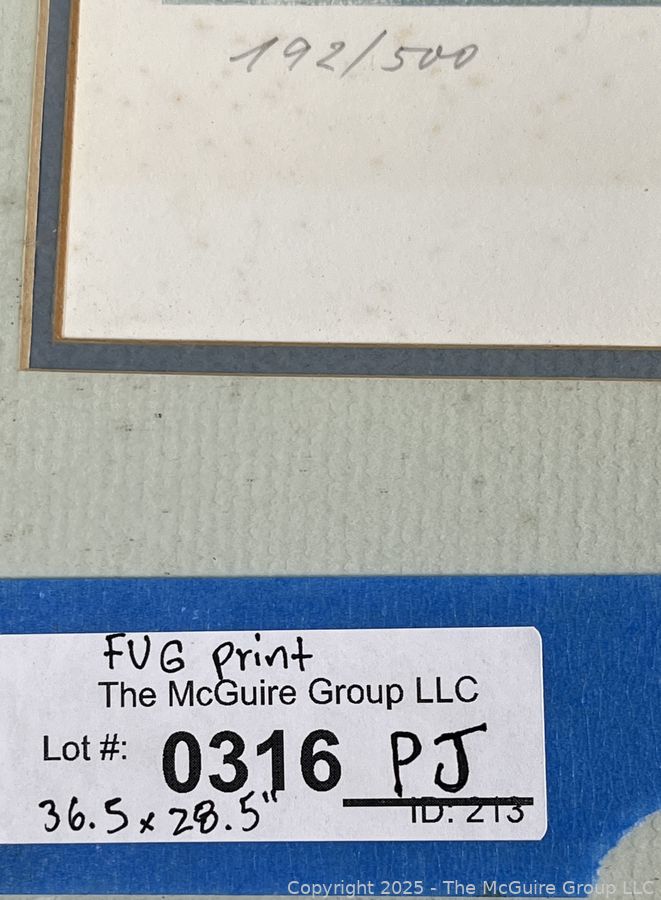 192/500
FUG print
The McGuire Group LLC
Lot #: 0316 PJ
36.5 x 28.5" ID: 213
Copyright 2025 - The McGuire Group LLC